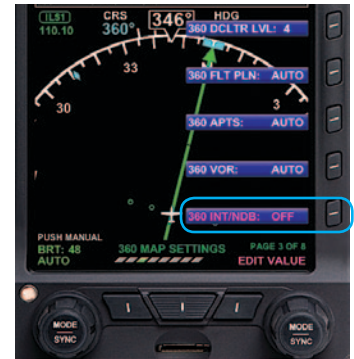 ILS1 CRS 346° HDG
110.10 360°
360 DCLTR LVL: 4
33
360 FLT PLN: AUTO
30
3
360 APTS: AUTO
360 VOR: AUTO
360 INT/NDB: OFF
PUSH MANUAL
BRT: 48 360 MAP SETTINGS PAGE 3 OF 8
AUTO EDIT VALUE
MODE MODE
SYNC SYNC